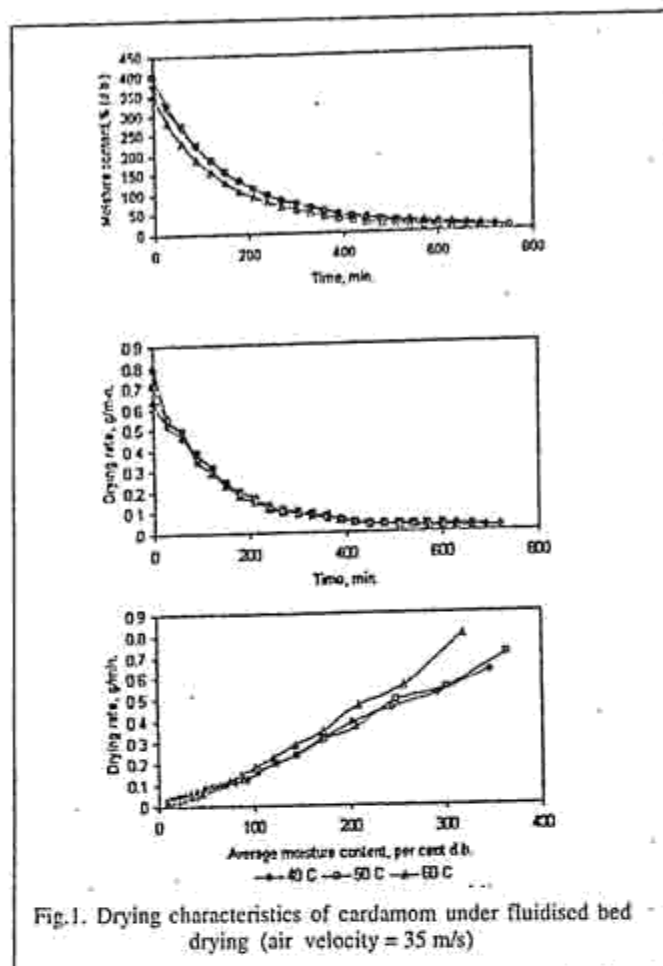 450
400
350
300
250
200
150
100
50
0
Moisture content, % (d b)
0 200 400 600 800
Time, min.
0.9
0.8
0.7
0.6
0.5
0.4
0.3
0.2
0.1
0
Drying rate, g/min.
0 200 400 600 800
Time, min.
0.9
0.8
0.7
0.6
0.5
0.4
0.3
0.2
0.1
0
Drying rate, g/min.
0 100 200 300 400
Average moisture content, per cent d.b.
40 C 50 C 60 C
Fig.1. Drying characteristics of cardamom under fluidised bed
drying (air velocity = 35 m/s)